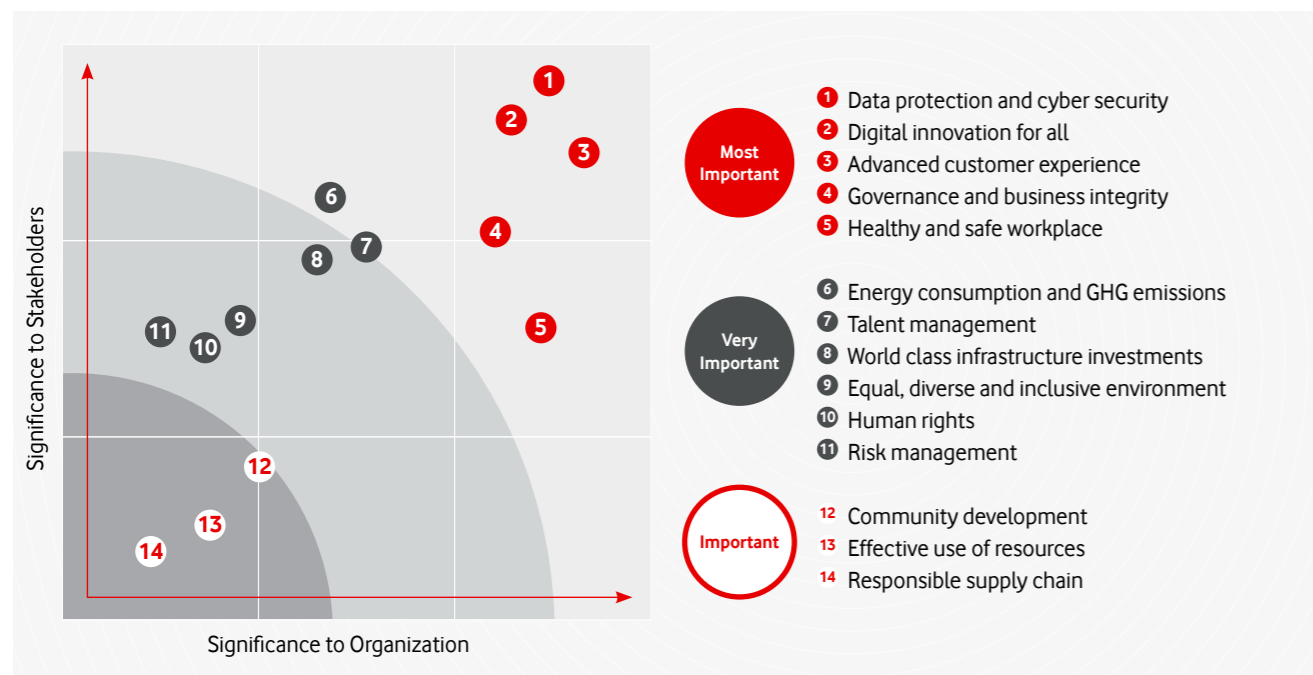 Significance to Stakeholders
1
2
3
6
4
7
8
9
11
5
10
12
13
14
Significance to Organization
Most
Important
1 Data protection and cyber security
2 Digital innovation for all
3 Advanced customer experience
4 Governance and business integrity
5 Healthy and safe workplace
Very
Important
6 Energy consumption and GHG emissions
7 Talent management
8 World class infrastructure investments
9 Equal, diverse and inclusive environment
10 Human rights
11 Risk management
Important
12 Community development
13 Effective use of resources
14 Responsible supply chain